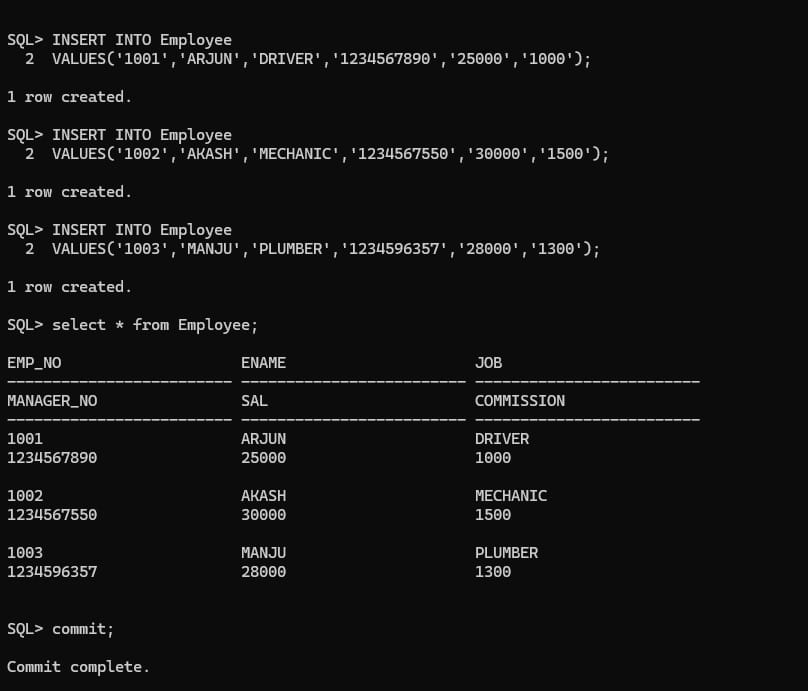 SQL> INSERT INTO Employee
2 VALUES('1001','ARJUN','DRIVER','1234567890','25000','1000');
1 row created.
SQL> INSERT INTO Employee
2 VALUES('1002','AKASH','MECHANIC','1234567550','30000','1500');
1 row created.
SQL> INSERT INTO Employee
2 VALUES('1003','MANJU','PLUMBER','1234596357','28000','1300');
1 row created.
SQL> select * from Employee;
EMP_NO ENAME JOB
------------------------- ------------------------- -------------------------
MANAGER_NO SAL COMMISSION
------------------------- ------------------------- -------------------------
1001 ARJUN DRIVER
1234567890 25000 1000
1002 AKASH MECHANIC
1234567550 30000 1500
1003 MANJU PLUMBER
1234596357 28000 1300
SQL> commit;
Commit complete.